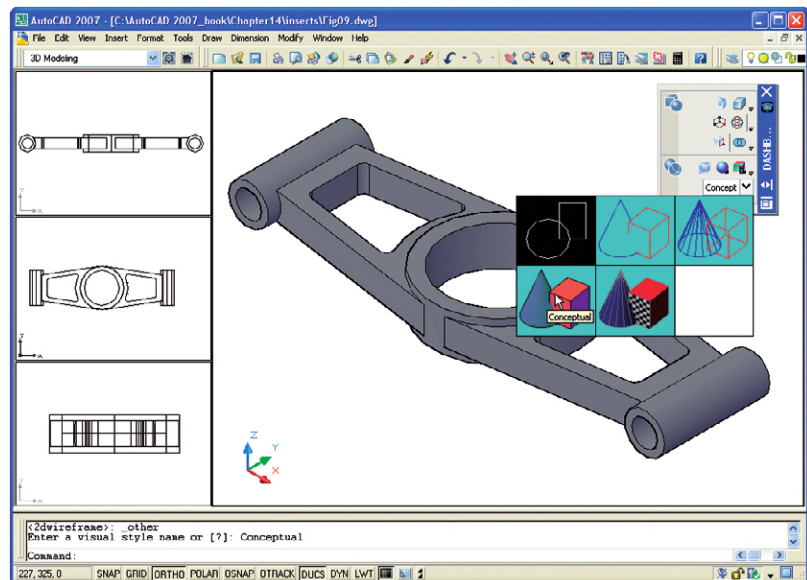 AutoCAD 2007 - [C:\AutoCAD 2007_book\Chapter14\inserts\Fig09.dwg]
File Edit View Insert Format Tools Draw Dimension Modify Window Help
3D Modeling
DASHB...
Concept
Conceptual
Z
Y
X
<2dwireframe>: _other
Enter a visual style name or [?]: Conceptual
Command:
227, 325, 0 SNAP GRID ORTHO POLAR OSNAP OTRACK DUCS DYN LWT